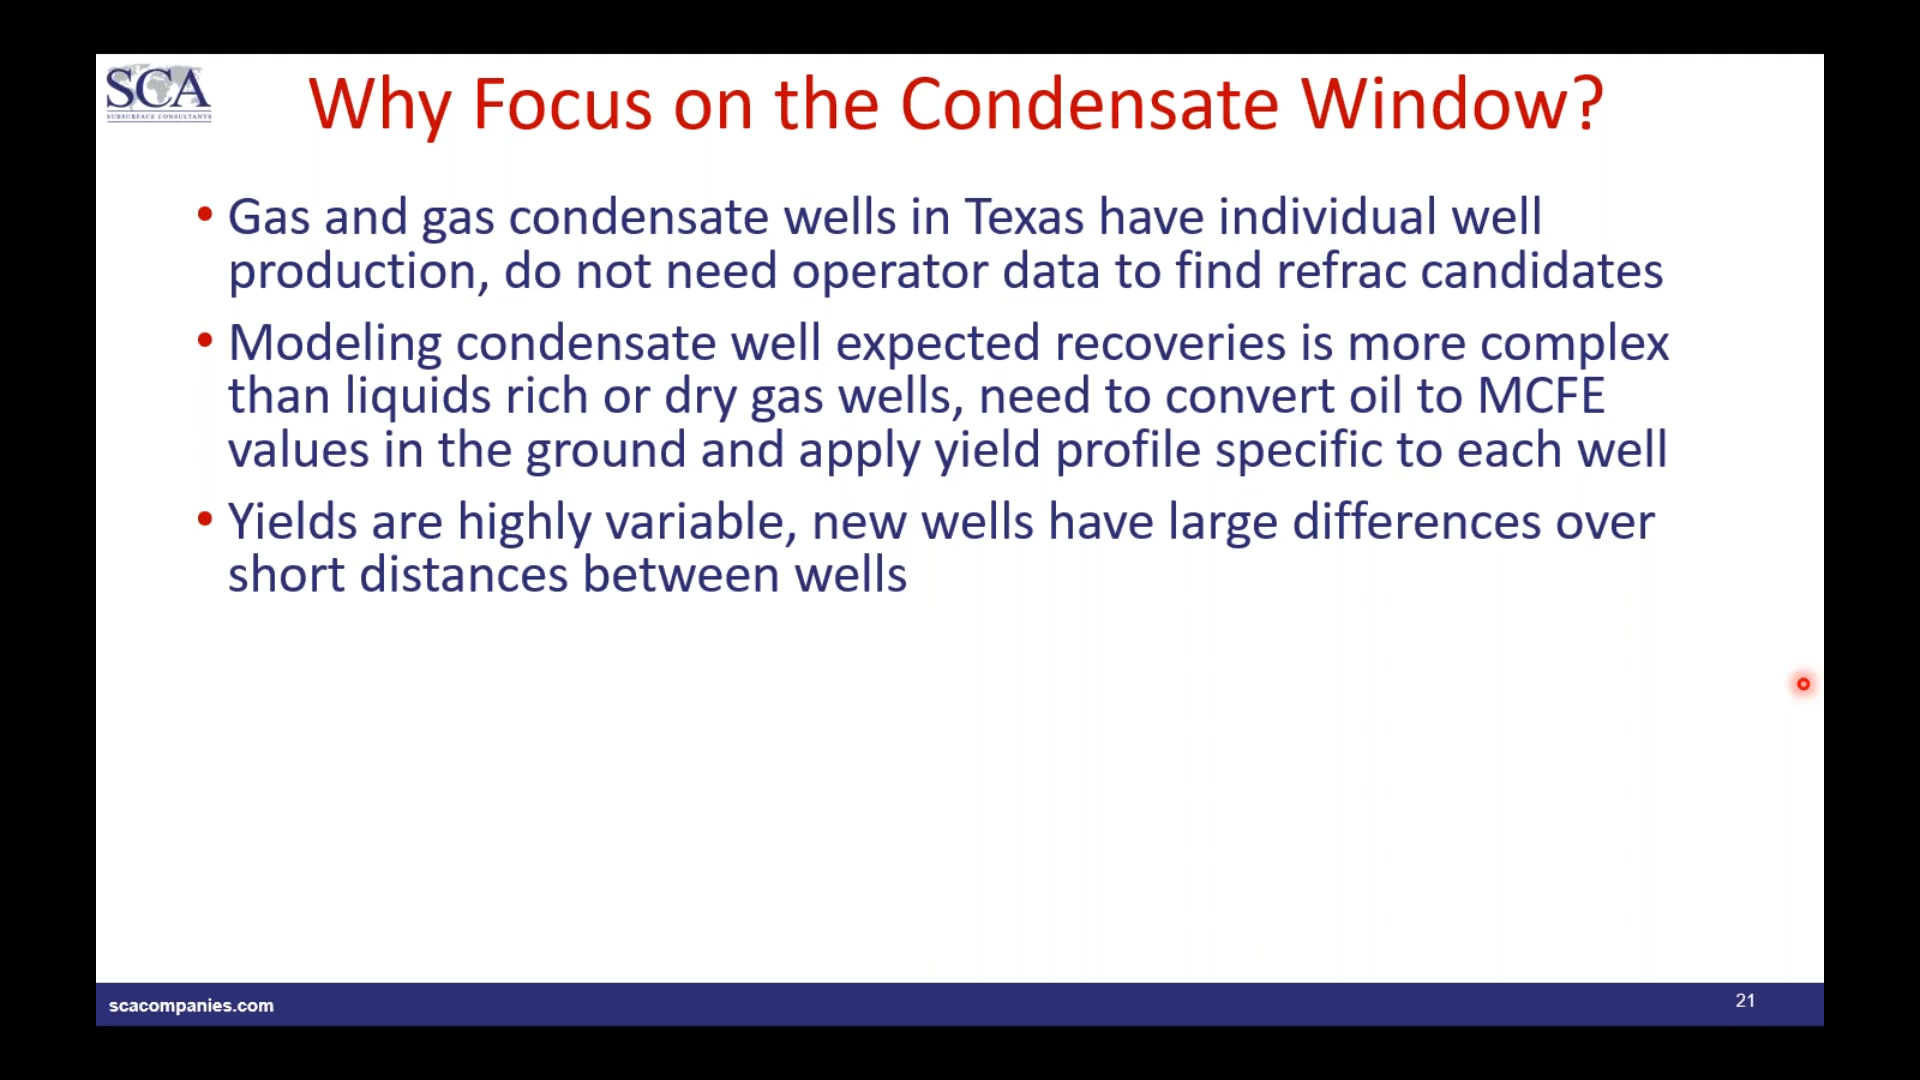 SCA
SUBSURFACE CONSULTANTS
Why Focus on the Condensate Window?
• Gas and gas condensate wells in Texas have individual well
production, do not need operator data to find refrac candidates
• Modeling condensate well expected recoveries is more complex
than liquids rich or dry gas wells, need to convert oil to MCFE
values in the ground and apply yield profile specific to each well
• Yields are highly variable, new wells have large differences over
short distances between wells
scacompanies.com
21